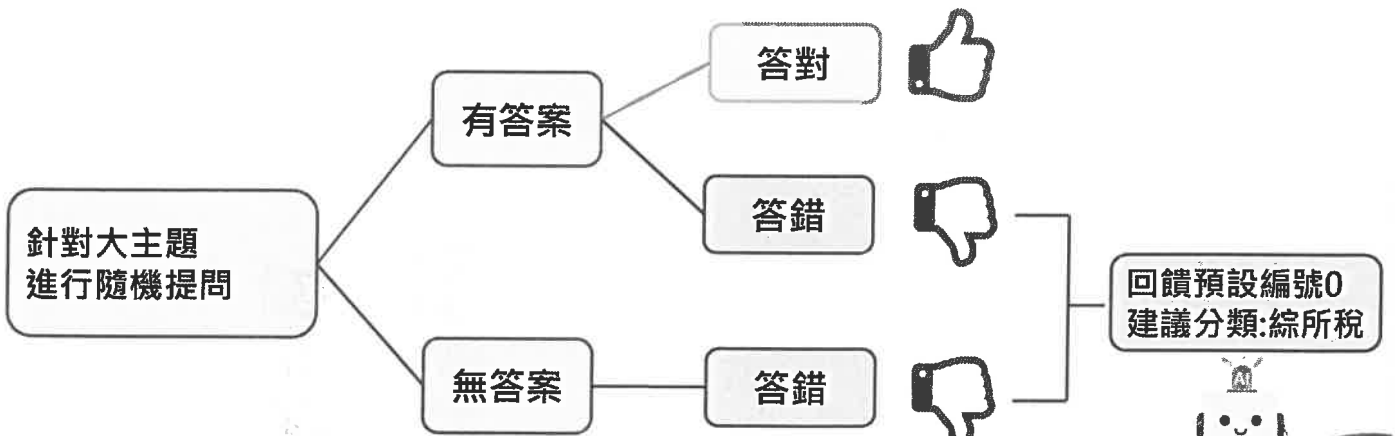 答對
有答案
答錯
針對大主題
進行隨機提問
回饋預設編號0
建議分類:綜所稅
無答案
答錯
AI